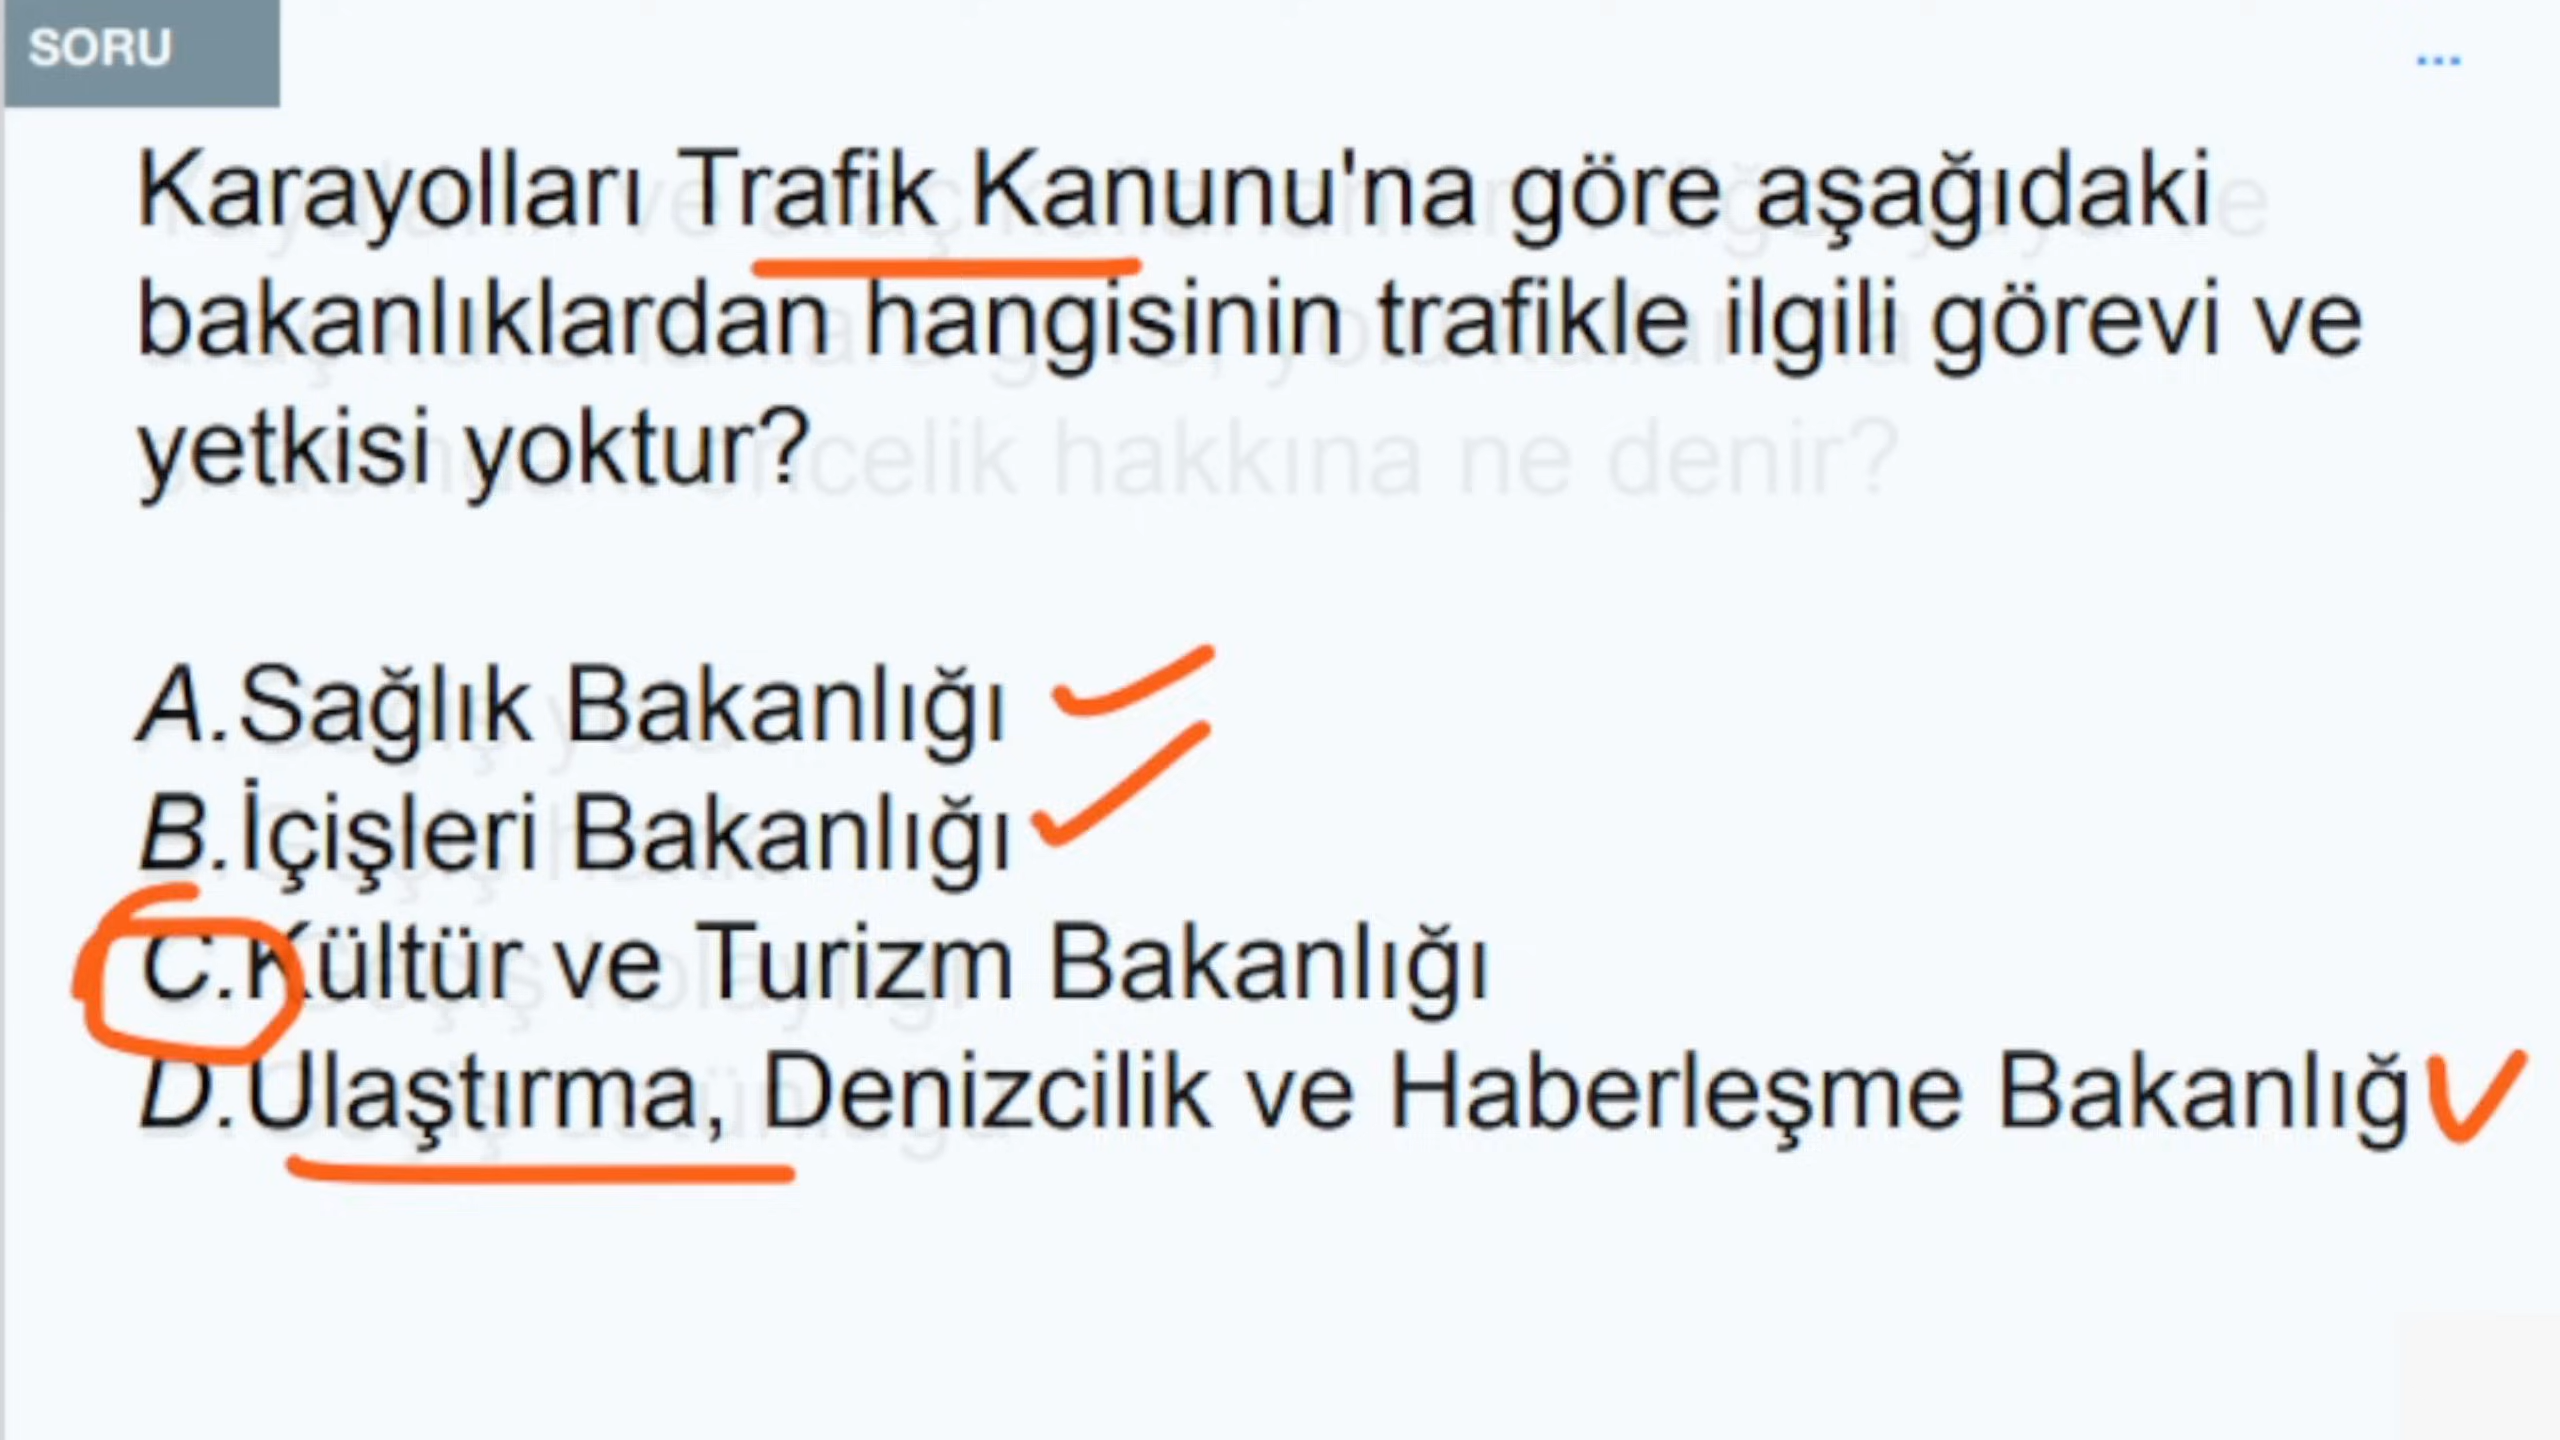 SORU
...
Karayolları Trafik Kanunu'na göre aşağıdaki
bakanlıklardan hangisinin trafikle ilgili görevi ve
yetkisi yoktur?
A.Sağlık Bakanlığı
B.İçişleri Bakanlığı
C.Kültür ve Turizm Bakanlığı
D.Ulaştırma, Denizcilik ve Haberleşme Bakanlığ